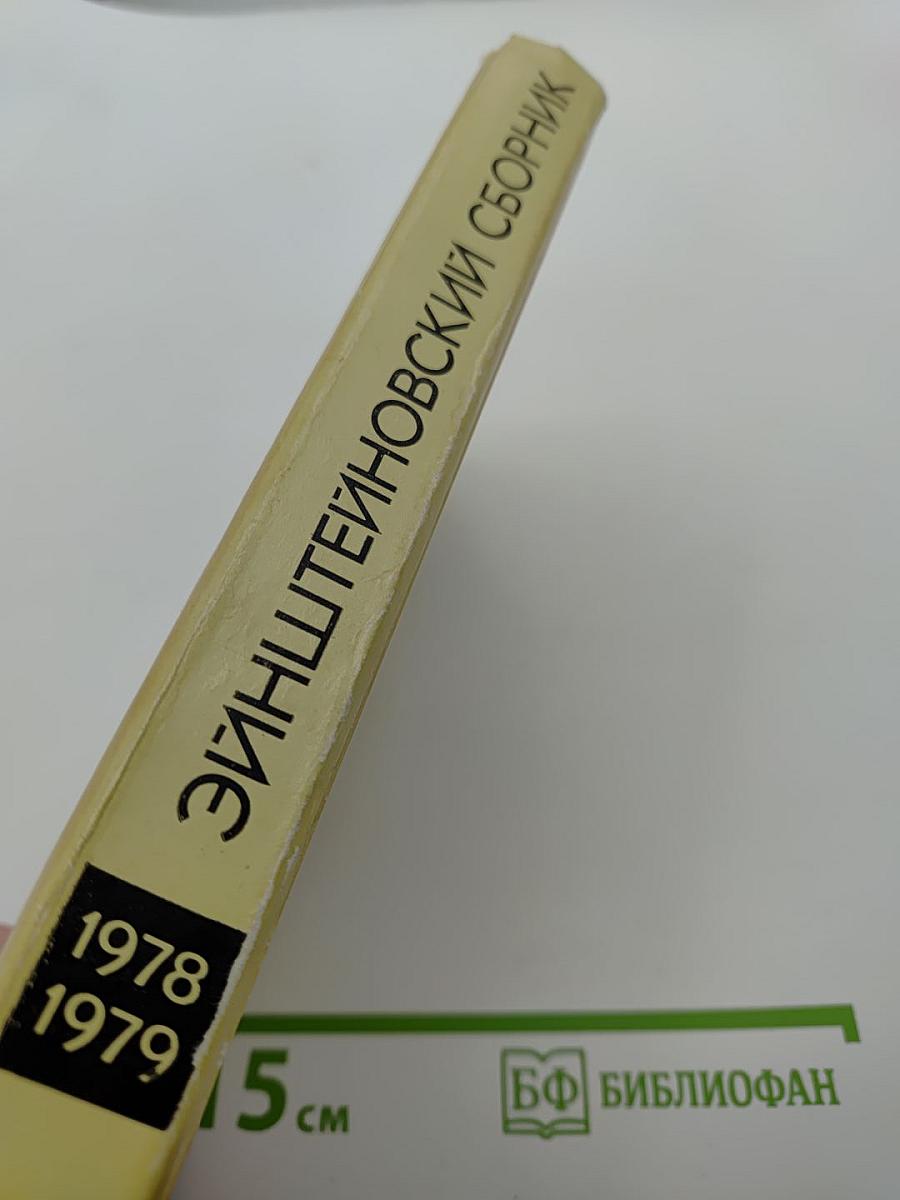 ЭЙНШТЕЙНОВСКИЙ СБОРНИК
1978
1979
15 см
БФ БИБЛИОФАН